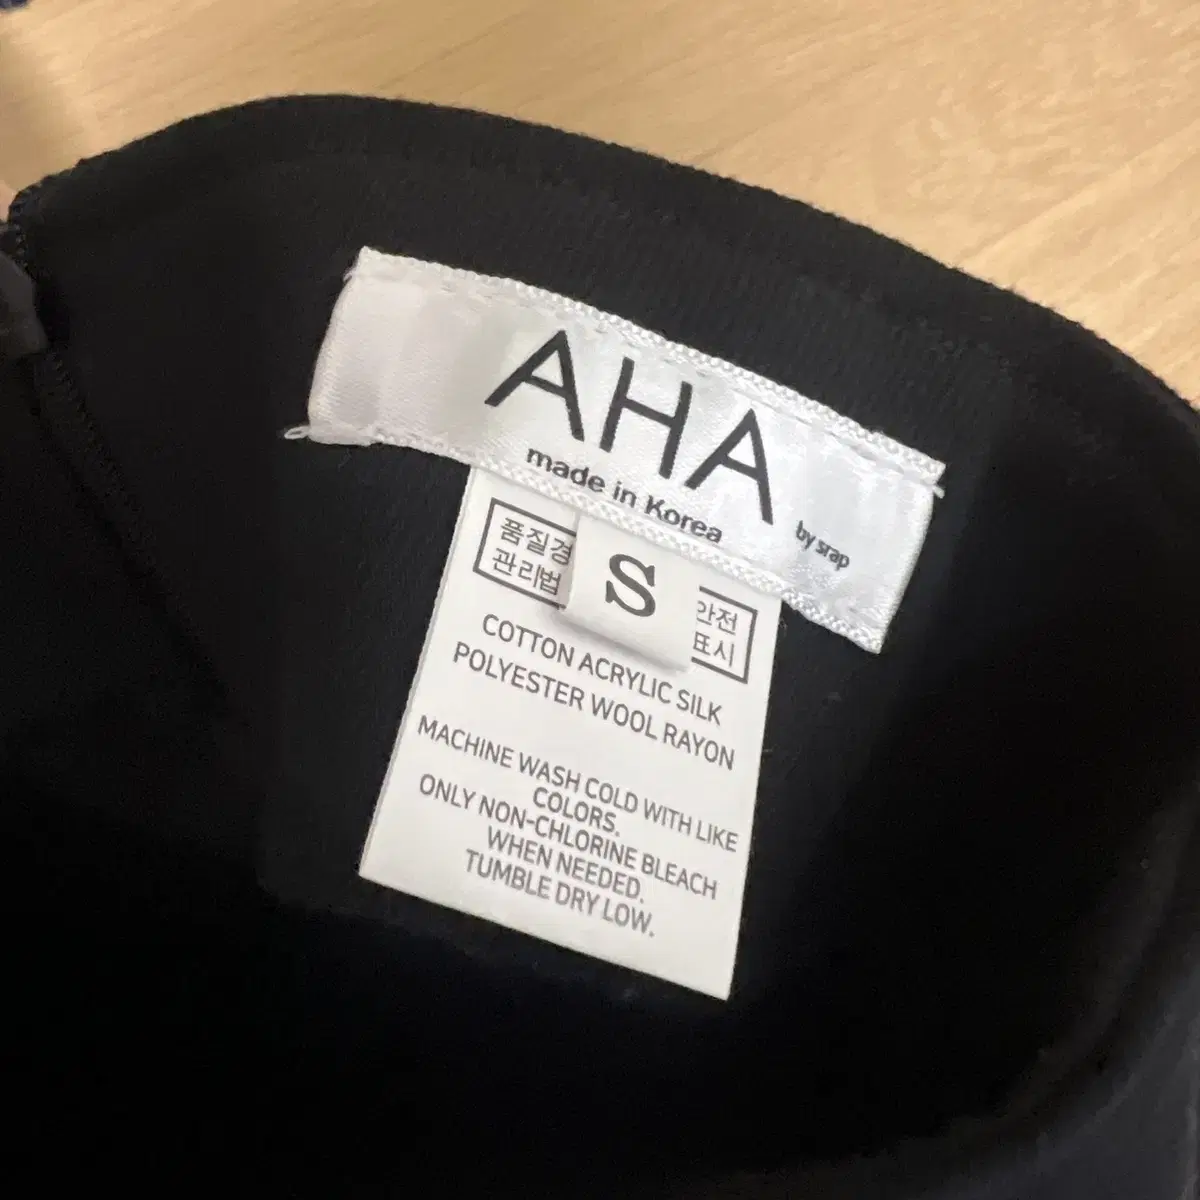 AHA
made in Korea
by srap
품질경
관리법
S
안전
표시
COTTON ACRYLIC SILK
POLYESTER WOOL RAYON
MACHINE WASH COLD WITH LIKE
COLORS.
ONLY NON-CHLORINE BLEACH
WHEN NEEDED.
TUMBLE DRY LOW.